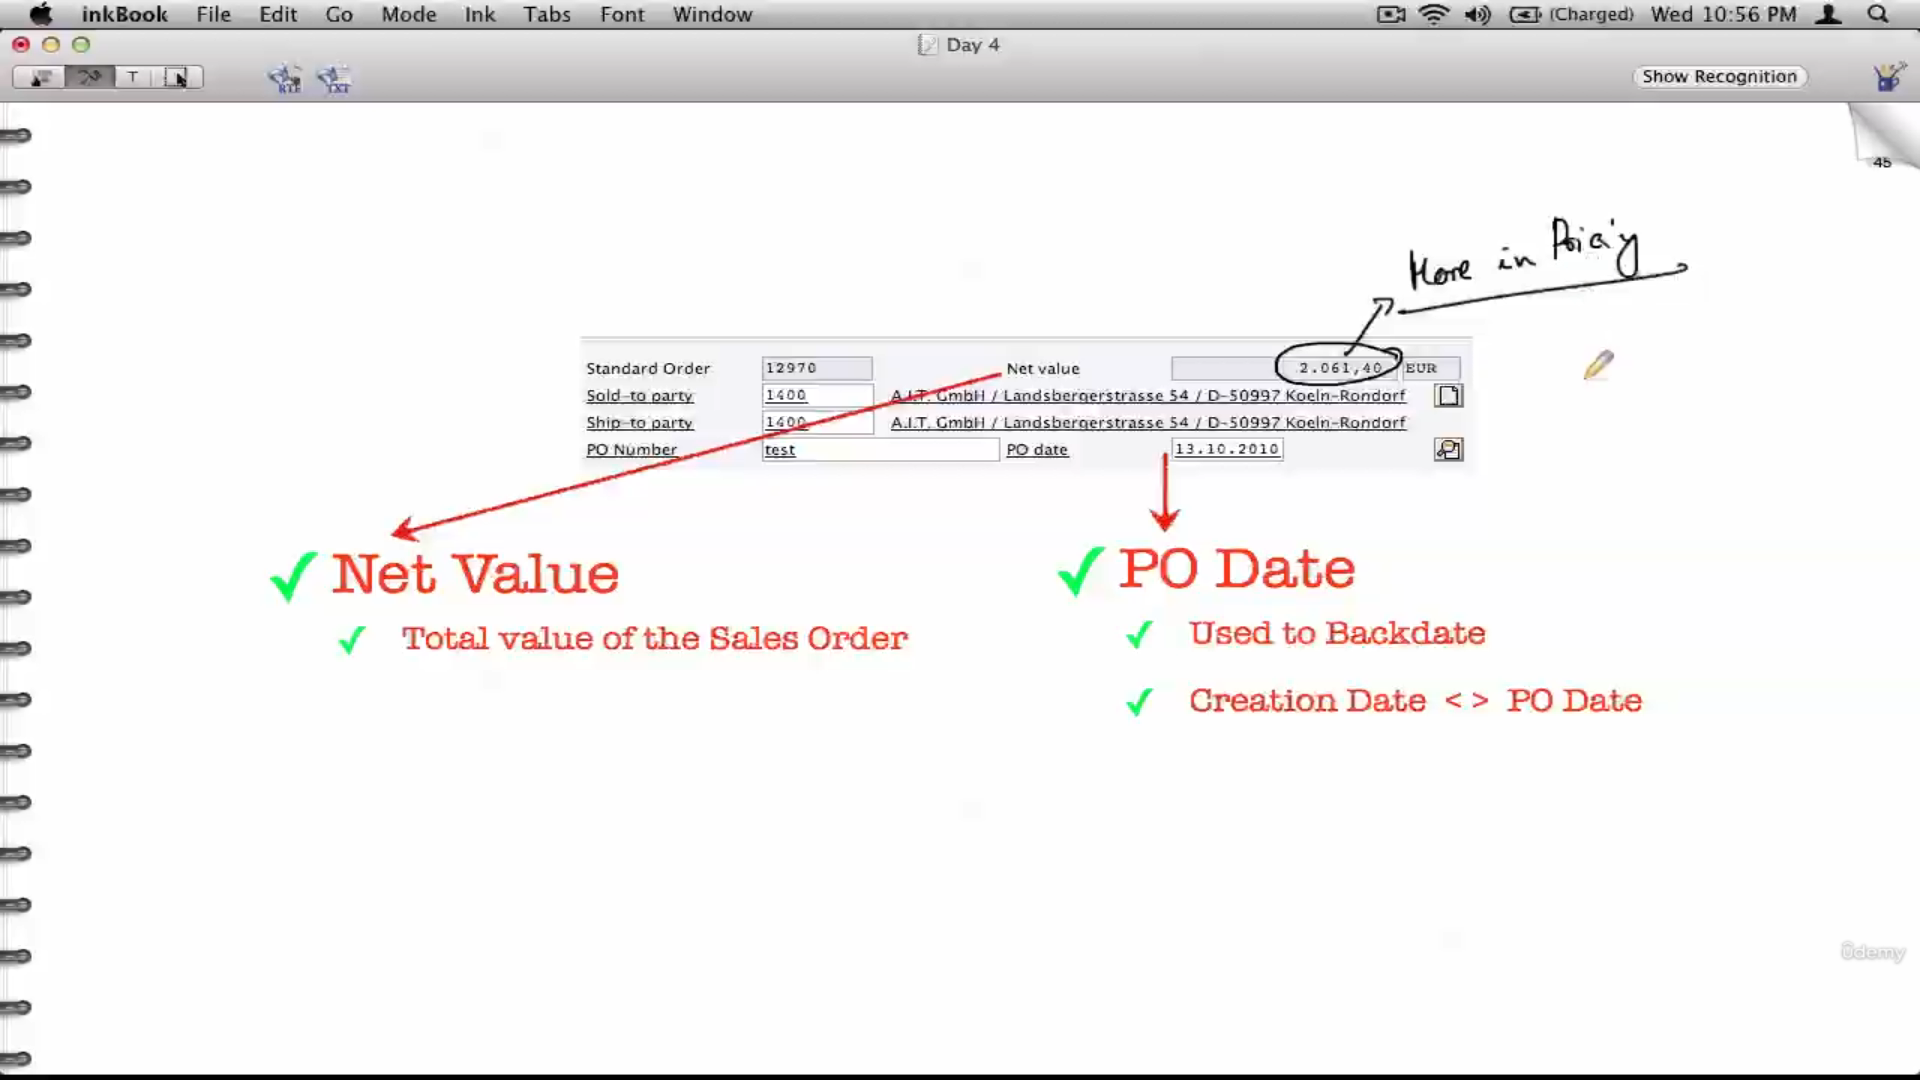 inkBook File Edit Go Mode Ink Tabs Font Window (Charged) Wed 10:56 PM
Day 4
T RTF TXT Show Recognition
45
More in
Standard Order 12970 Net value 2.061,40 EUR
Sold-to party 1400 A.I.T. GmbH / Landsbergerstrasse 54 / D-50997 Koeln-Rondorf
Ship-to party 1400 A.I.T. GmbH / Landsbergerstrasse 54 / D-50997 Koeln-Rondorf
PO Number test PO date 13.10.2010
✓ Net Value
✓ Total value of the Sales Order
✓ PO Date
✓ Used to Backdate
✓ Creation Date <> PO Date
ûdemy